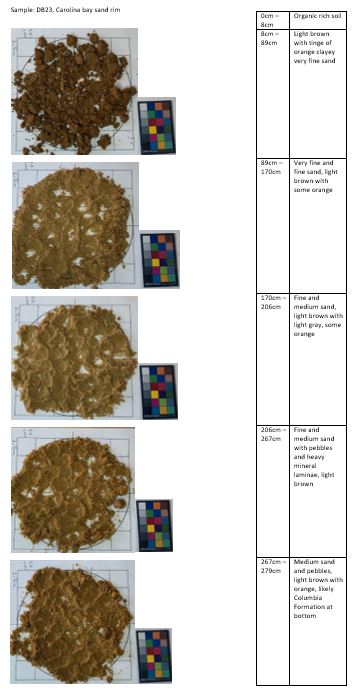 Sample: DB23, Carolina bay sand rim
0cm –
8cm
Organic rich soil
8cm –
89cm
Light brown
with tinge of
orange clayey
very fine sand
89cm –
170cm
Very fine and
fine sand, light
brown with
some orange
170cm –
206cm
Fine and
medium sand,
light brown with
light gray, some
orange
206cm –
267cm
Fine and
medium sand
with pebbles
and heavy
mineral
laminae, light
brown
267cm –
279cm
Medium sand
and pebbles,
light brown with
orange, likely
Columbia
Formation at
bottom